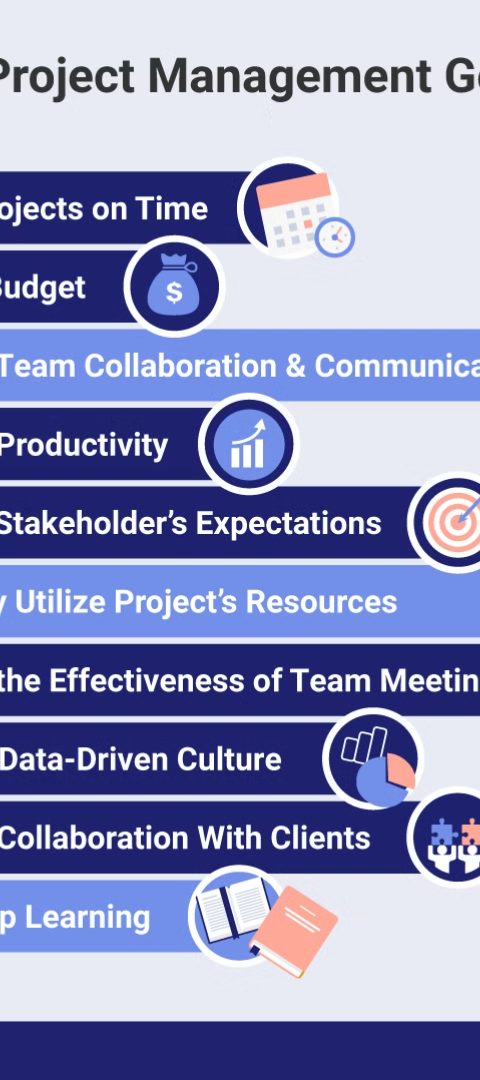 Project Management Go
ojects on Time
Budget
$
Team Collaboration & Communica
Productivity
Stakeholder's Expectations
y Utilize Project's Resources
the Effectiveness of Team Meetin
Data-Driven Culture
Collaboration With Clients
p Learning